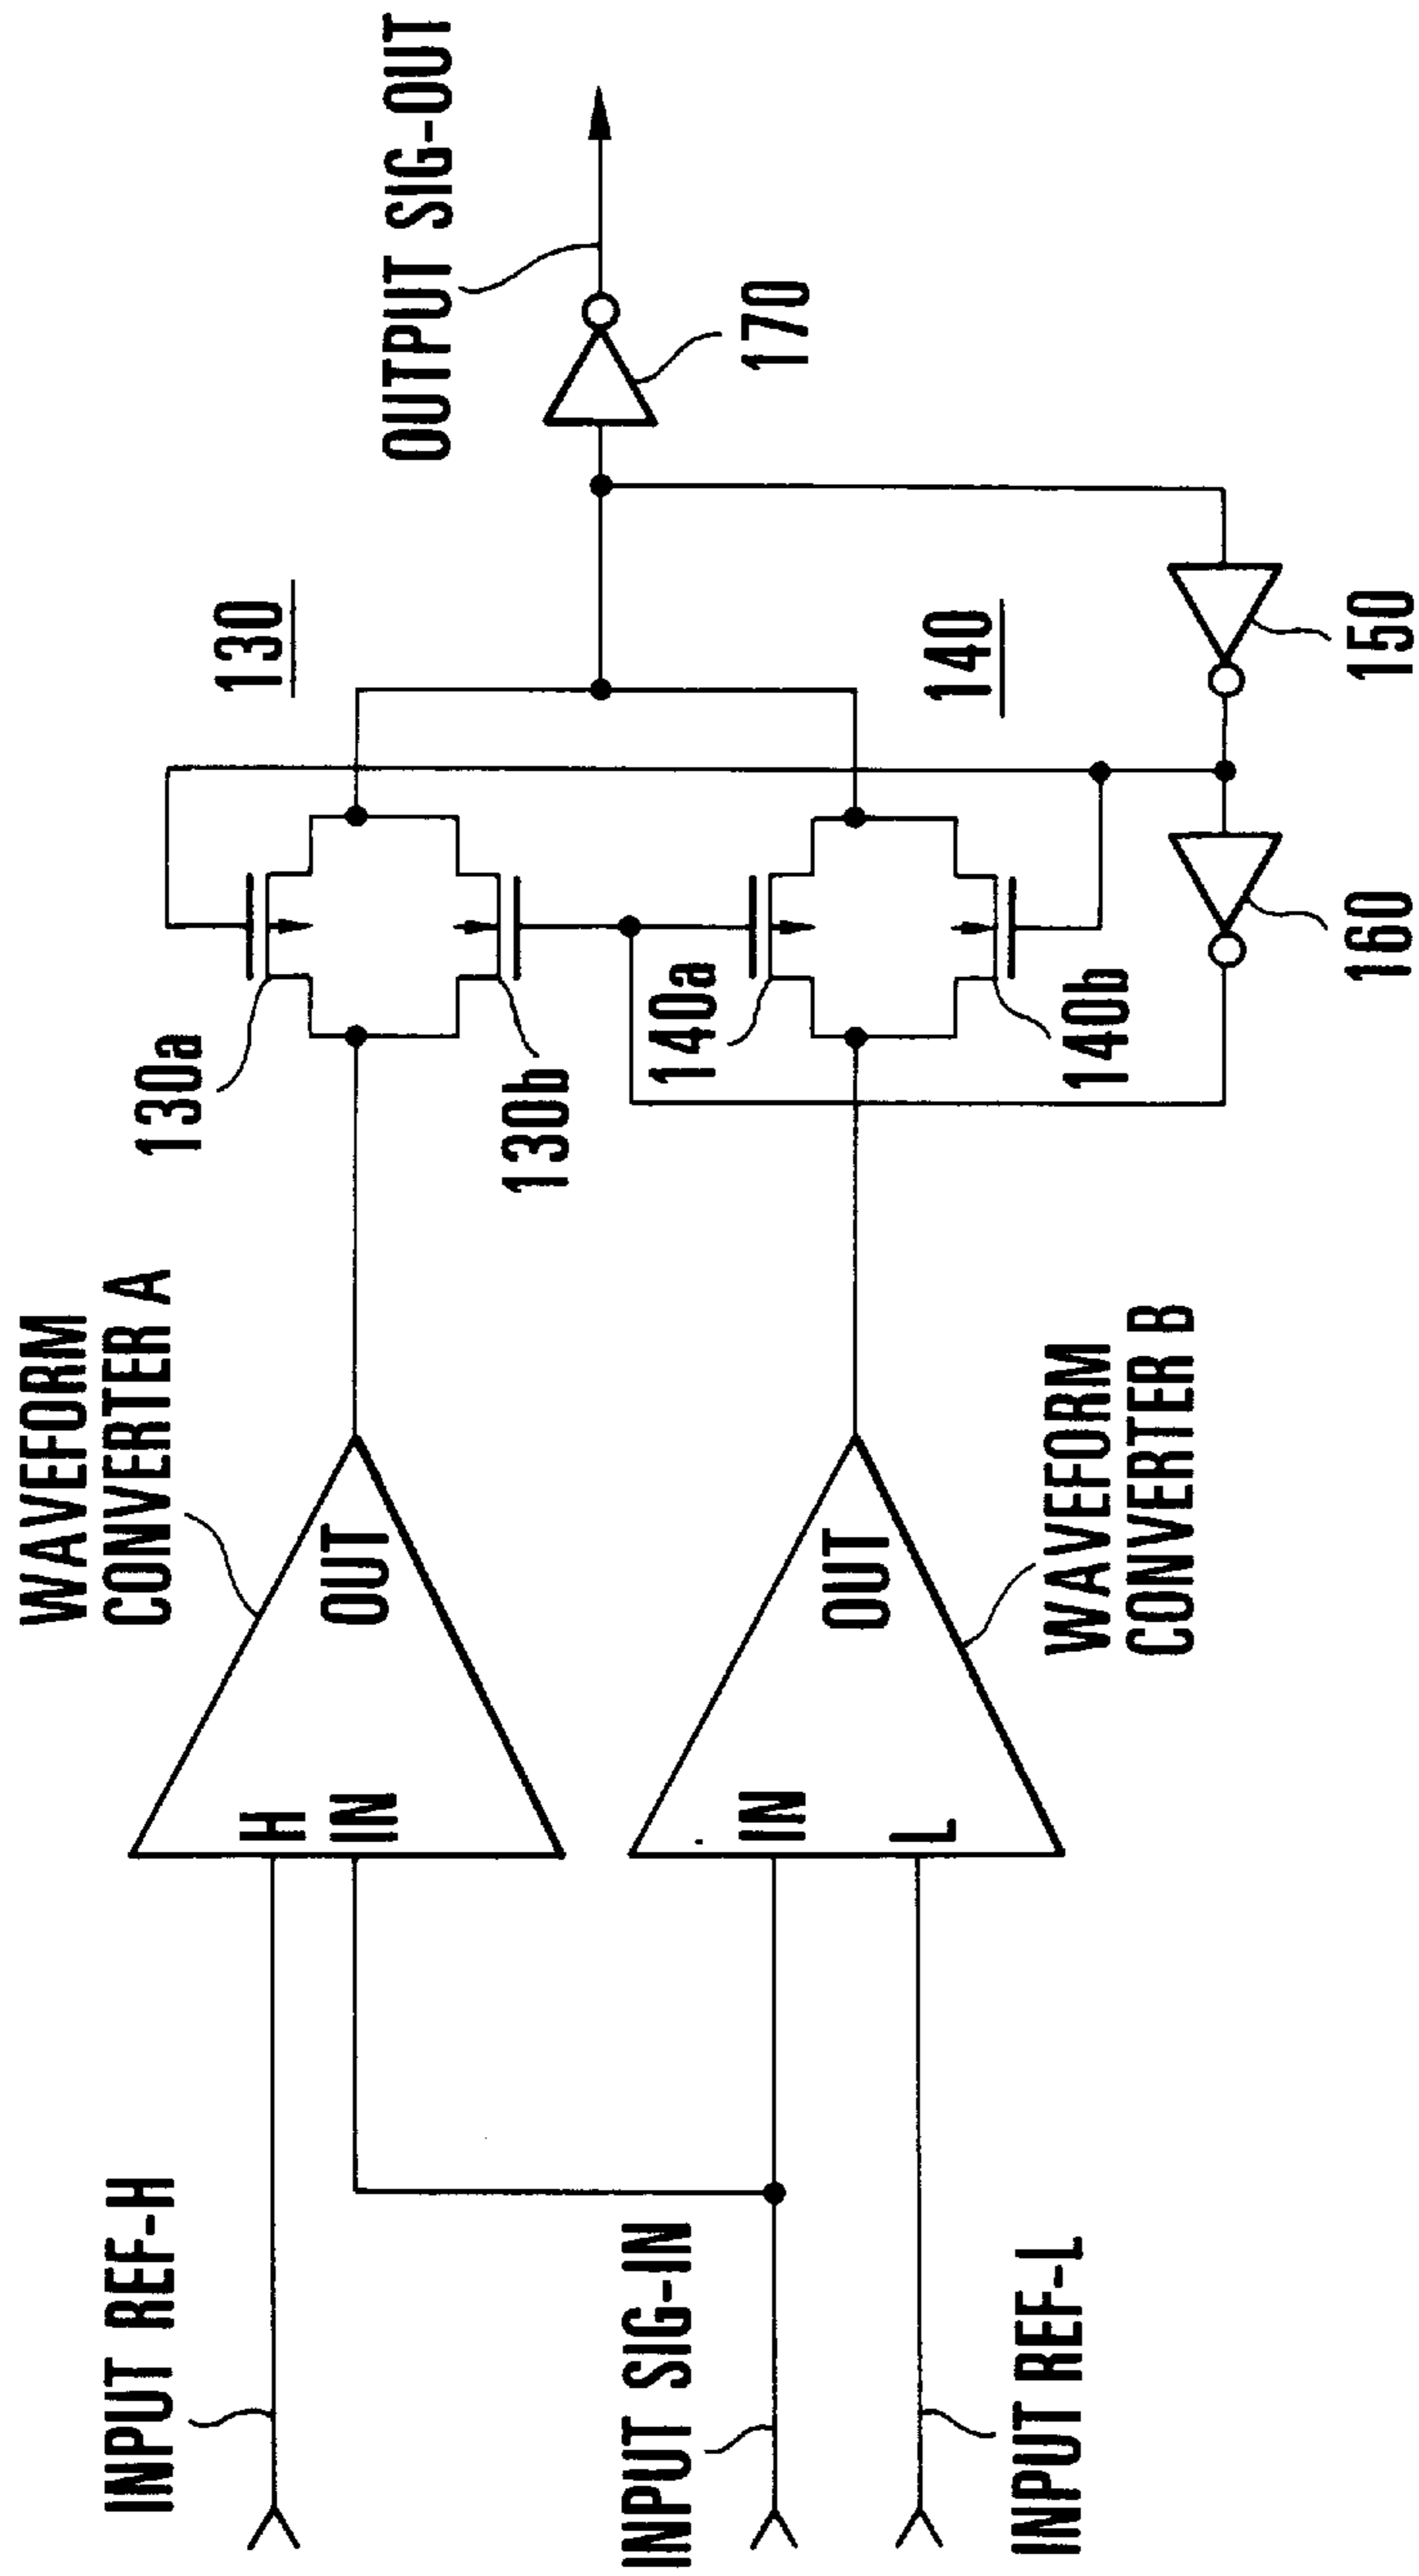 INPUT REF-H
INPUT SIG-IN
INPUT REF-L
WAVEFORM
CONVERTER A
H
IN
OUT
IN
L
OUT
WAVEFORM
CONVERTER B
130a
130b
130
140a
140b
140
150
160
170
OUTPUT SIG-OUT